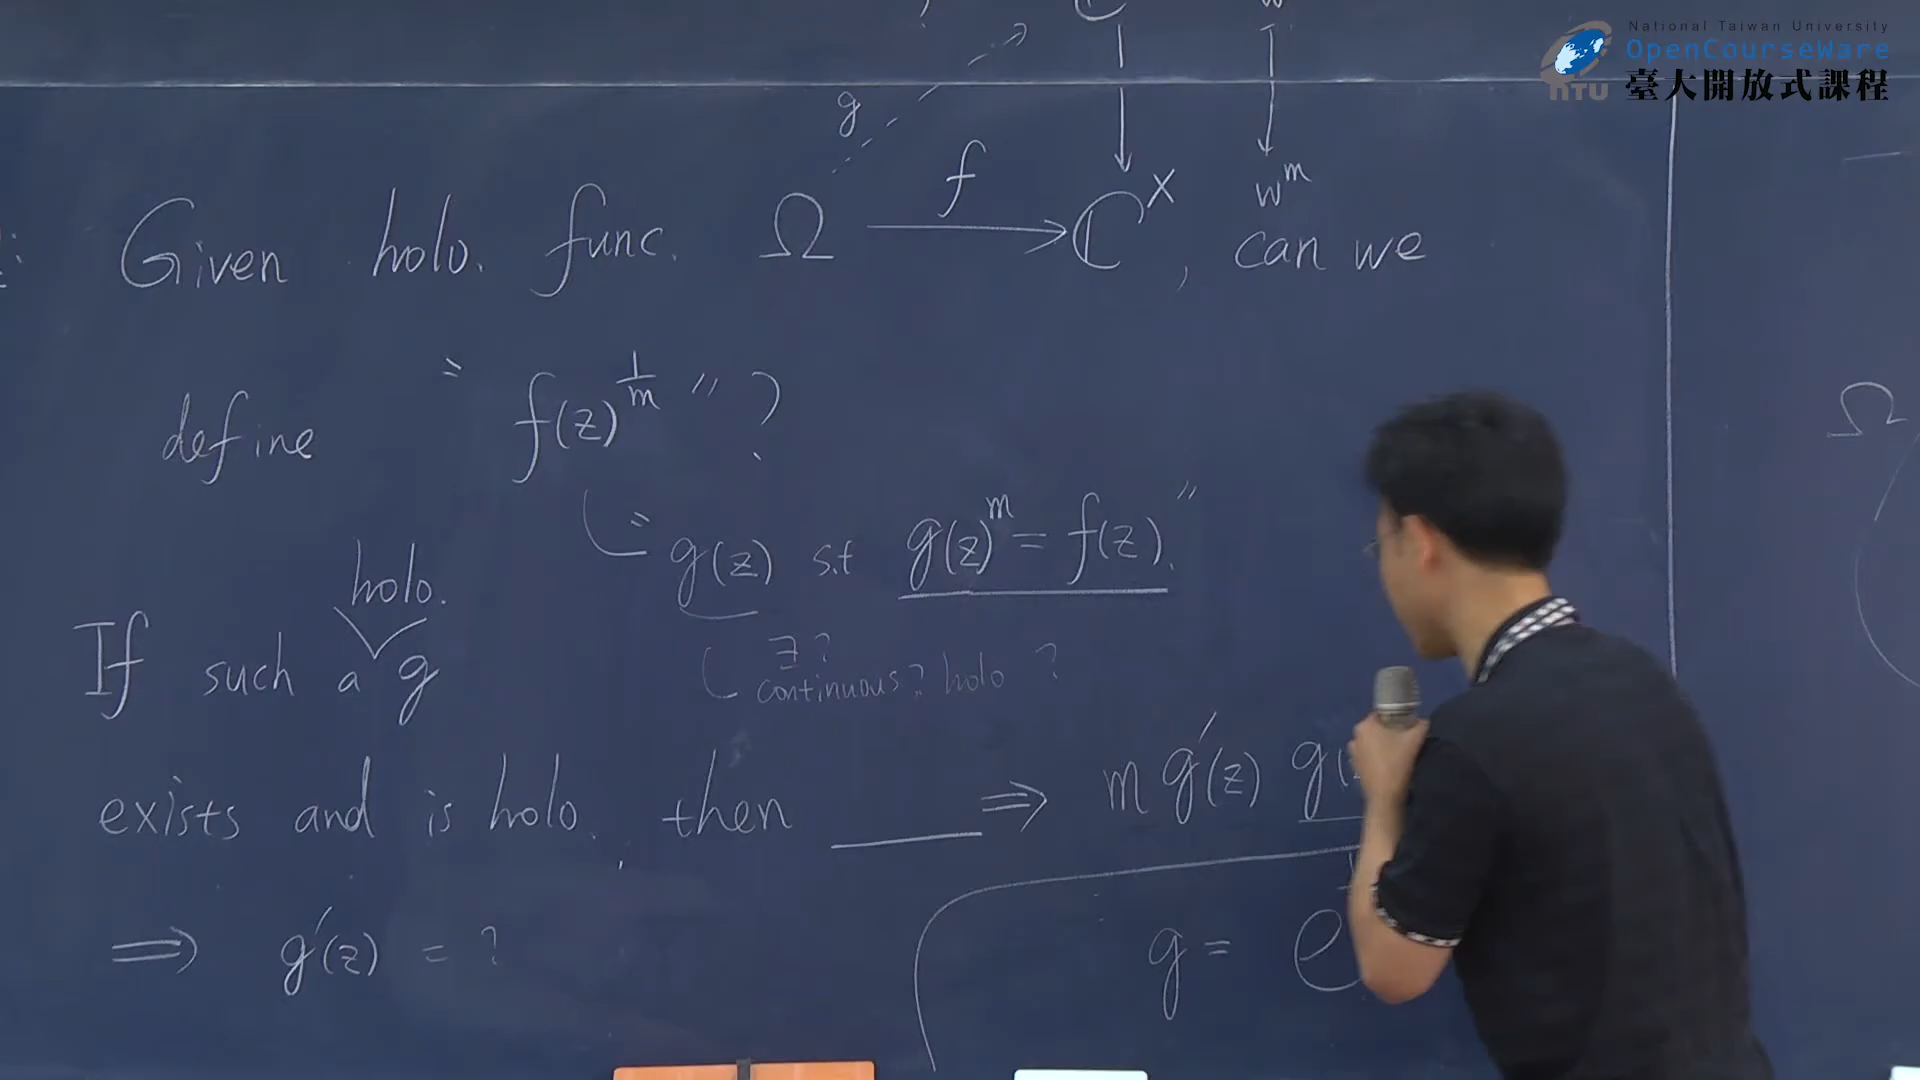 National Taiwan University
OpenCourseWare
臺大開放式課程
NTU
g
f
w^m
Given holo. func. Ω → ℂ^×, can we
define " f(z)^{1/m} " ?
" g(z) s.t g(z)^m = f(z). "
holo.
If such a g
∃ ?
continuous? holo ?
exists and is holo., then ⇒ m g'(z) g(
⇒ g'(z) = ?
g = e
Ω